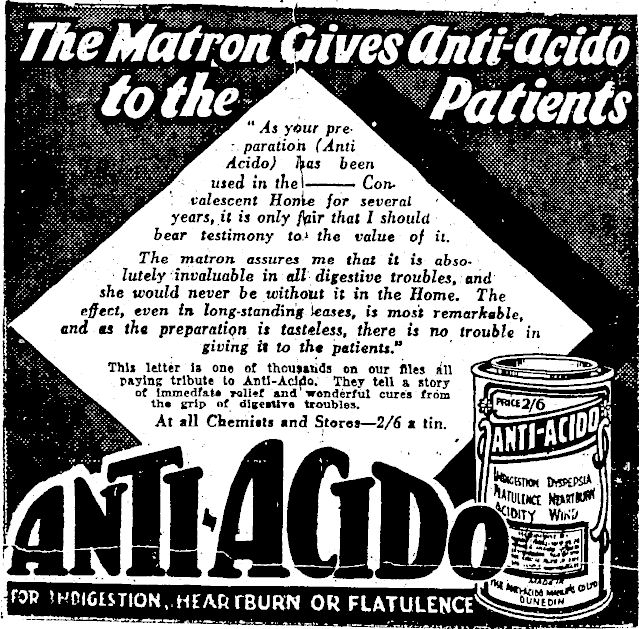 The Matron Gives Anti-Acido
to the Patients
"As your pre-
paration (Anti
Acido) has been
used in the ——— Con-
valescent Home for several
years, it is only fair that I should
bear testimony to the value of it.
The matron assures me that it is abso-
lutely invaluable in all digestive troubles, and
she would never be without it in the Home. The
effect, even in long-standing cases, is most remarkable,
and as the preparation is tasteless, there is no trouble in
giving it to the patients."
This letter is one of thousands on our files all
paying tribute to Anti-Acido. They tell a story
of immediate relief and wonderful cures from
the grip of digestive troubles.
At all Chemists and Stores—2/6 a tin.
PRICE 2/6
ANTI-ACIDO
INDIGESTION DYSPEPSIA
FLATULENCE HEARTBURN
ACIDITY WIND
MADE IN
THE ANTI-ACIDO CO LTD
DUNEDIN
ANTI-ACIDO
FOR INDIGESTION, HEARTBURN OR FLATULENCE